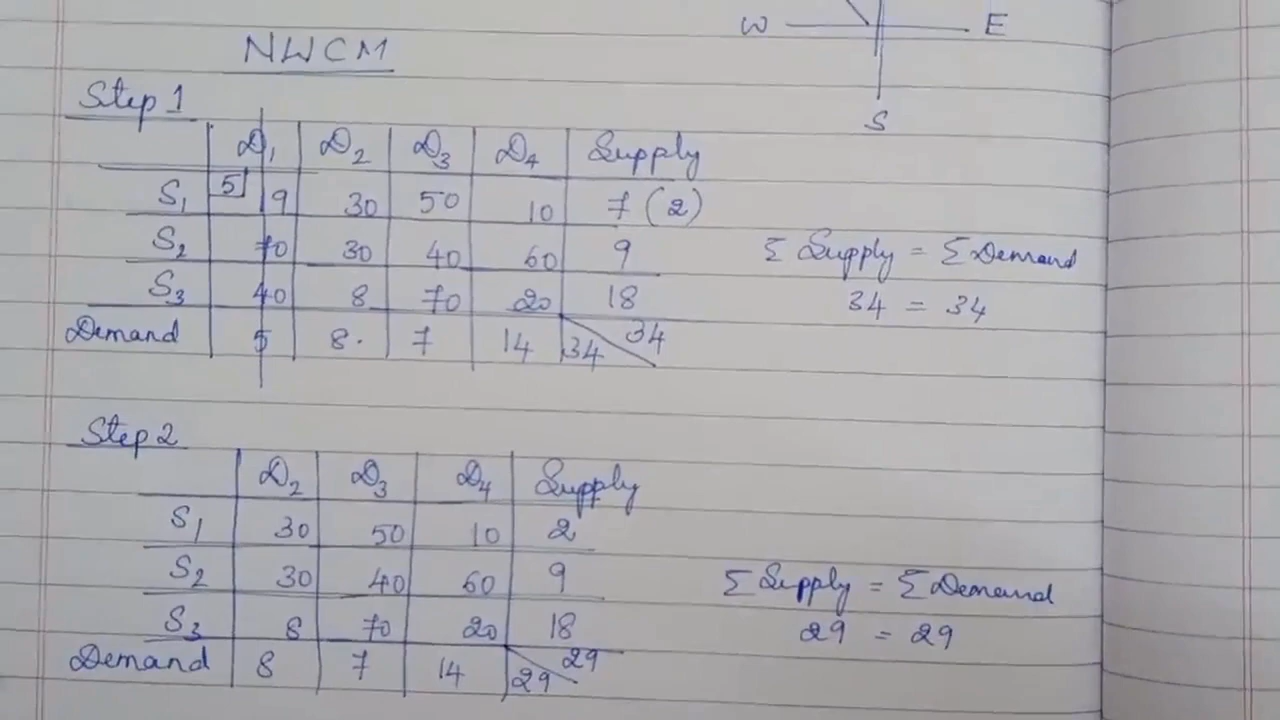 W E
S
NWCM
Step 1
D1 D2 D3 D4 Supply
S1 5 9 30 50 10 7 (2)
S2 70 30 40 60 9
S3 40 8 70 20 18
Demand 5 8. 7 14 34 34
Σ Supply = Σ Demand
34 = 34
Step 2
D2 D3 D4 Supply
S1 30 50 10 2
S2 30 40 60 9
S3 8 70 20 18
Demand 8 7 14 29 29
Σ Supply = Σ Demand
29 = 29